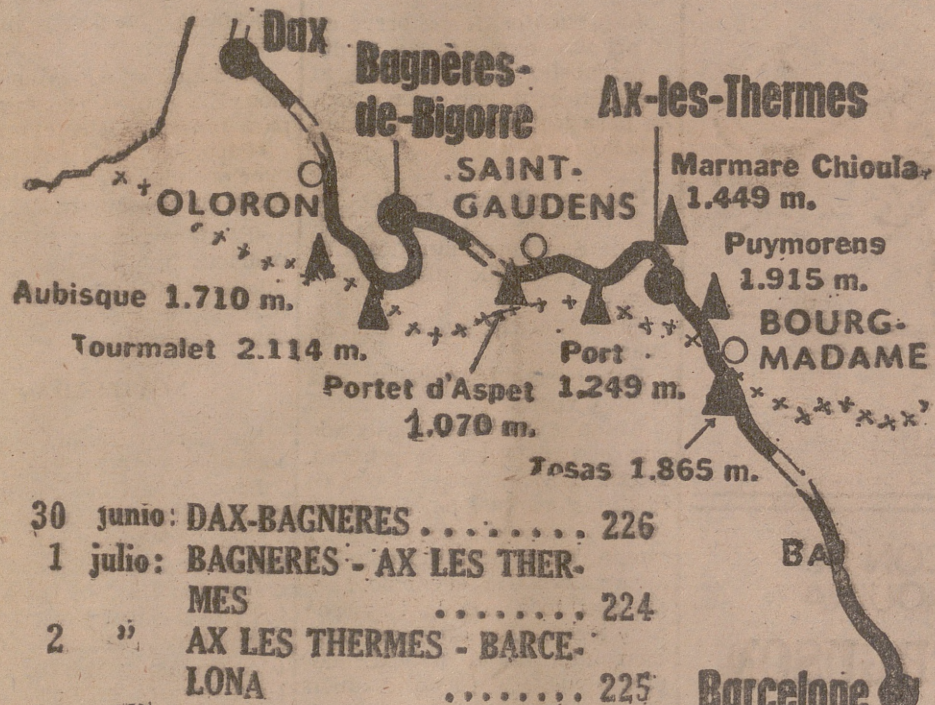 Dax
Bagnères-
de-Bigorre
Ax-les-Thermes
SAINT-
GAUDENS
Marmare Chioula
1.449 m.
OLORON
Puymorens
1.915 m.
Aubisque 1.710 m.
BOURG-
MADAME
Tourmalet 2.114 m.
Port
1.249 m.
Portet d'Aspet
1.070 m.
Tosas 1.865 m.
30 junio: DAX-BAGNERES ........ 226
1 julio: BAGNERES - AX LES THER-
MES ........ 224
2 " AX LES THERMES - BARCE-
LONA ........ 225
BA
Barcelone